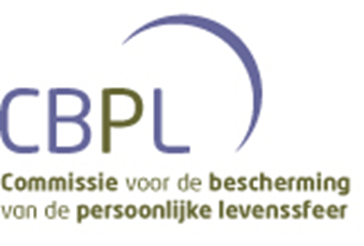 CBPL
Commissie voor de bescherming
van de persoonlijke levenssfeer